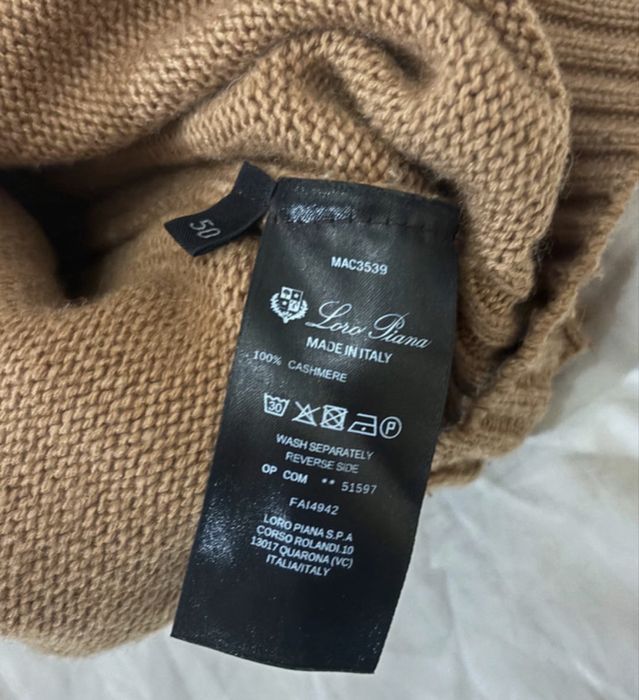 50
MAC3539
Loro Piana
MADE IN ITALY
100% CASHMERE
30 P
WASH SEPARATELY
REVERSE SIDE
OP COM ** 51597
FAI4942
LORO PIANA S.P.A
CORSO ROLANDI.10
13017 QUARONA (VC)
ITALIA/ITALY